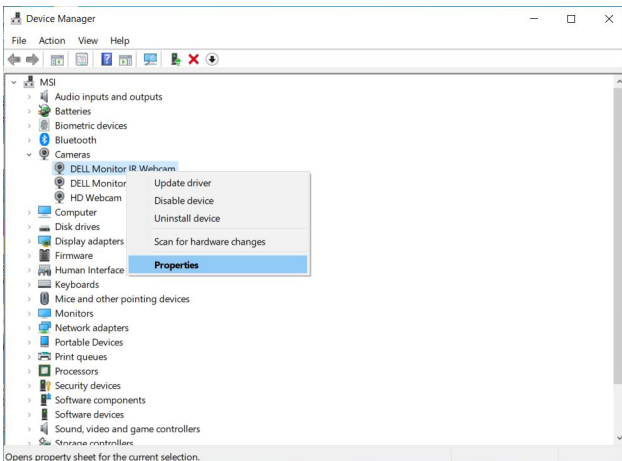 Device Manager
File Action View Help
MSI
Audio inputs and outputs
Batteries
Biometric devices
Bluetooth
Cameras
DELL Monitor IR Webcam
DELL Monitor
HD Webcam
Update driver
Disable device
Uninstall device
Scan for hardware changes
Properties
Computer
Disk drives
Display adapters
Firmware
Human Interface
Keyboards
Mice and other pointing devices
Monitors
Network adapters
Portable Devices
Print queues
Processors
Security devices
Software components
Software devices
Sound, video and game controllers
Storage controllers
Opens property sheet for the current selection.